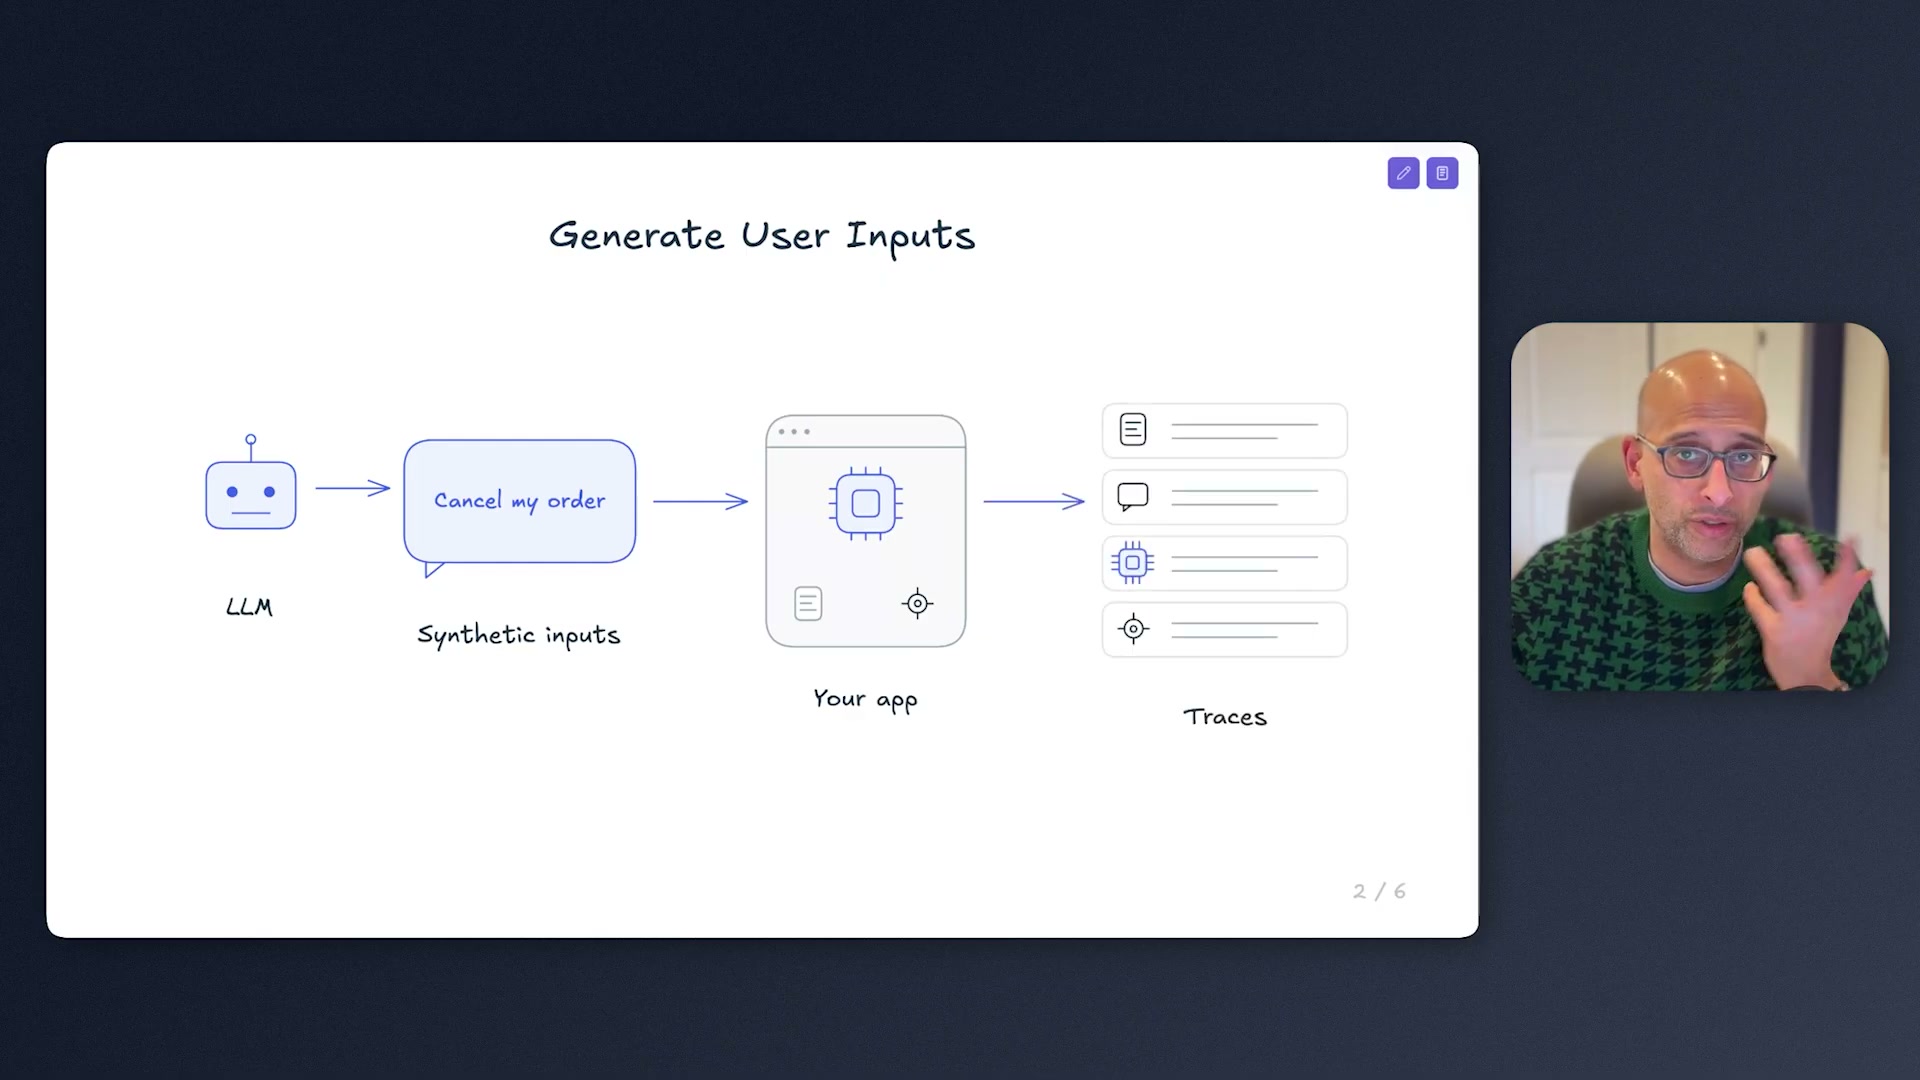 Generate User Inputs
Cancel my order
LLM
Synthetic inputs
Your app
Traces
2 / 6